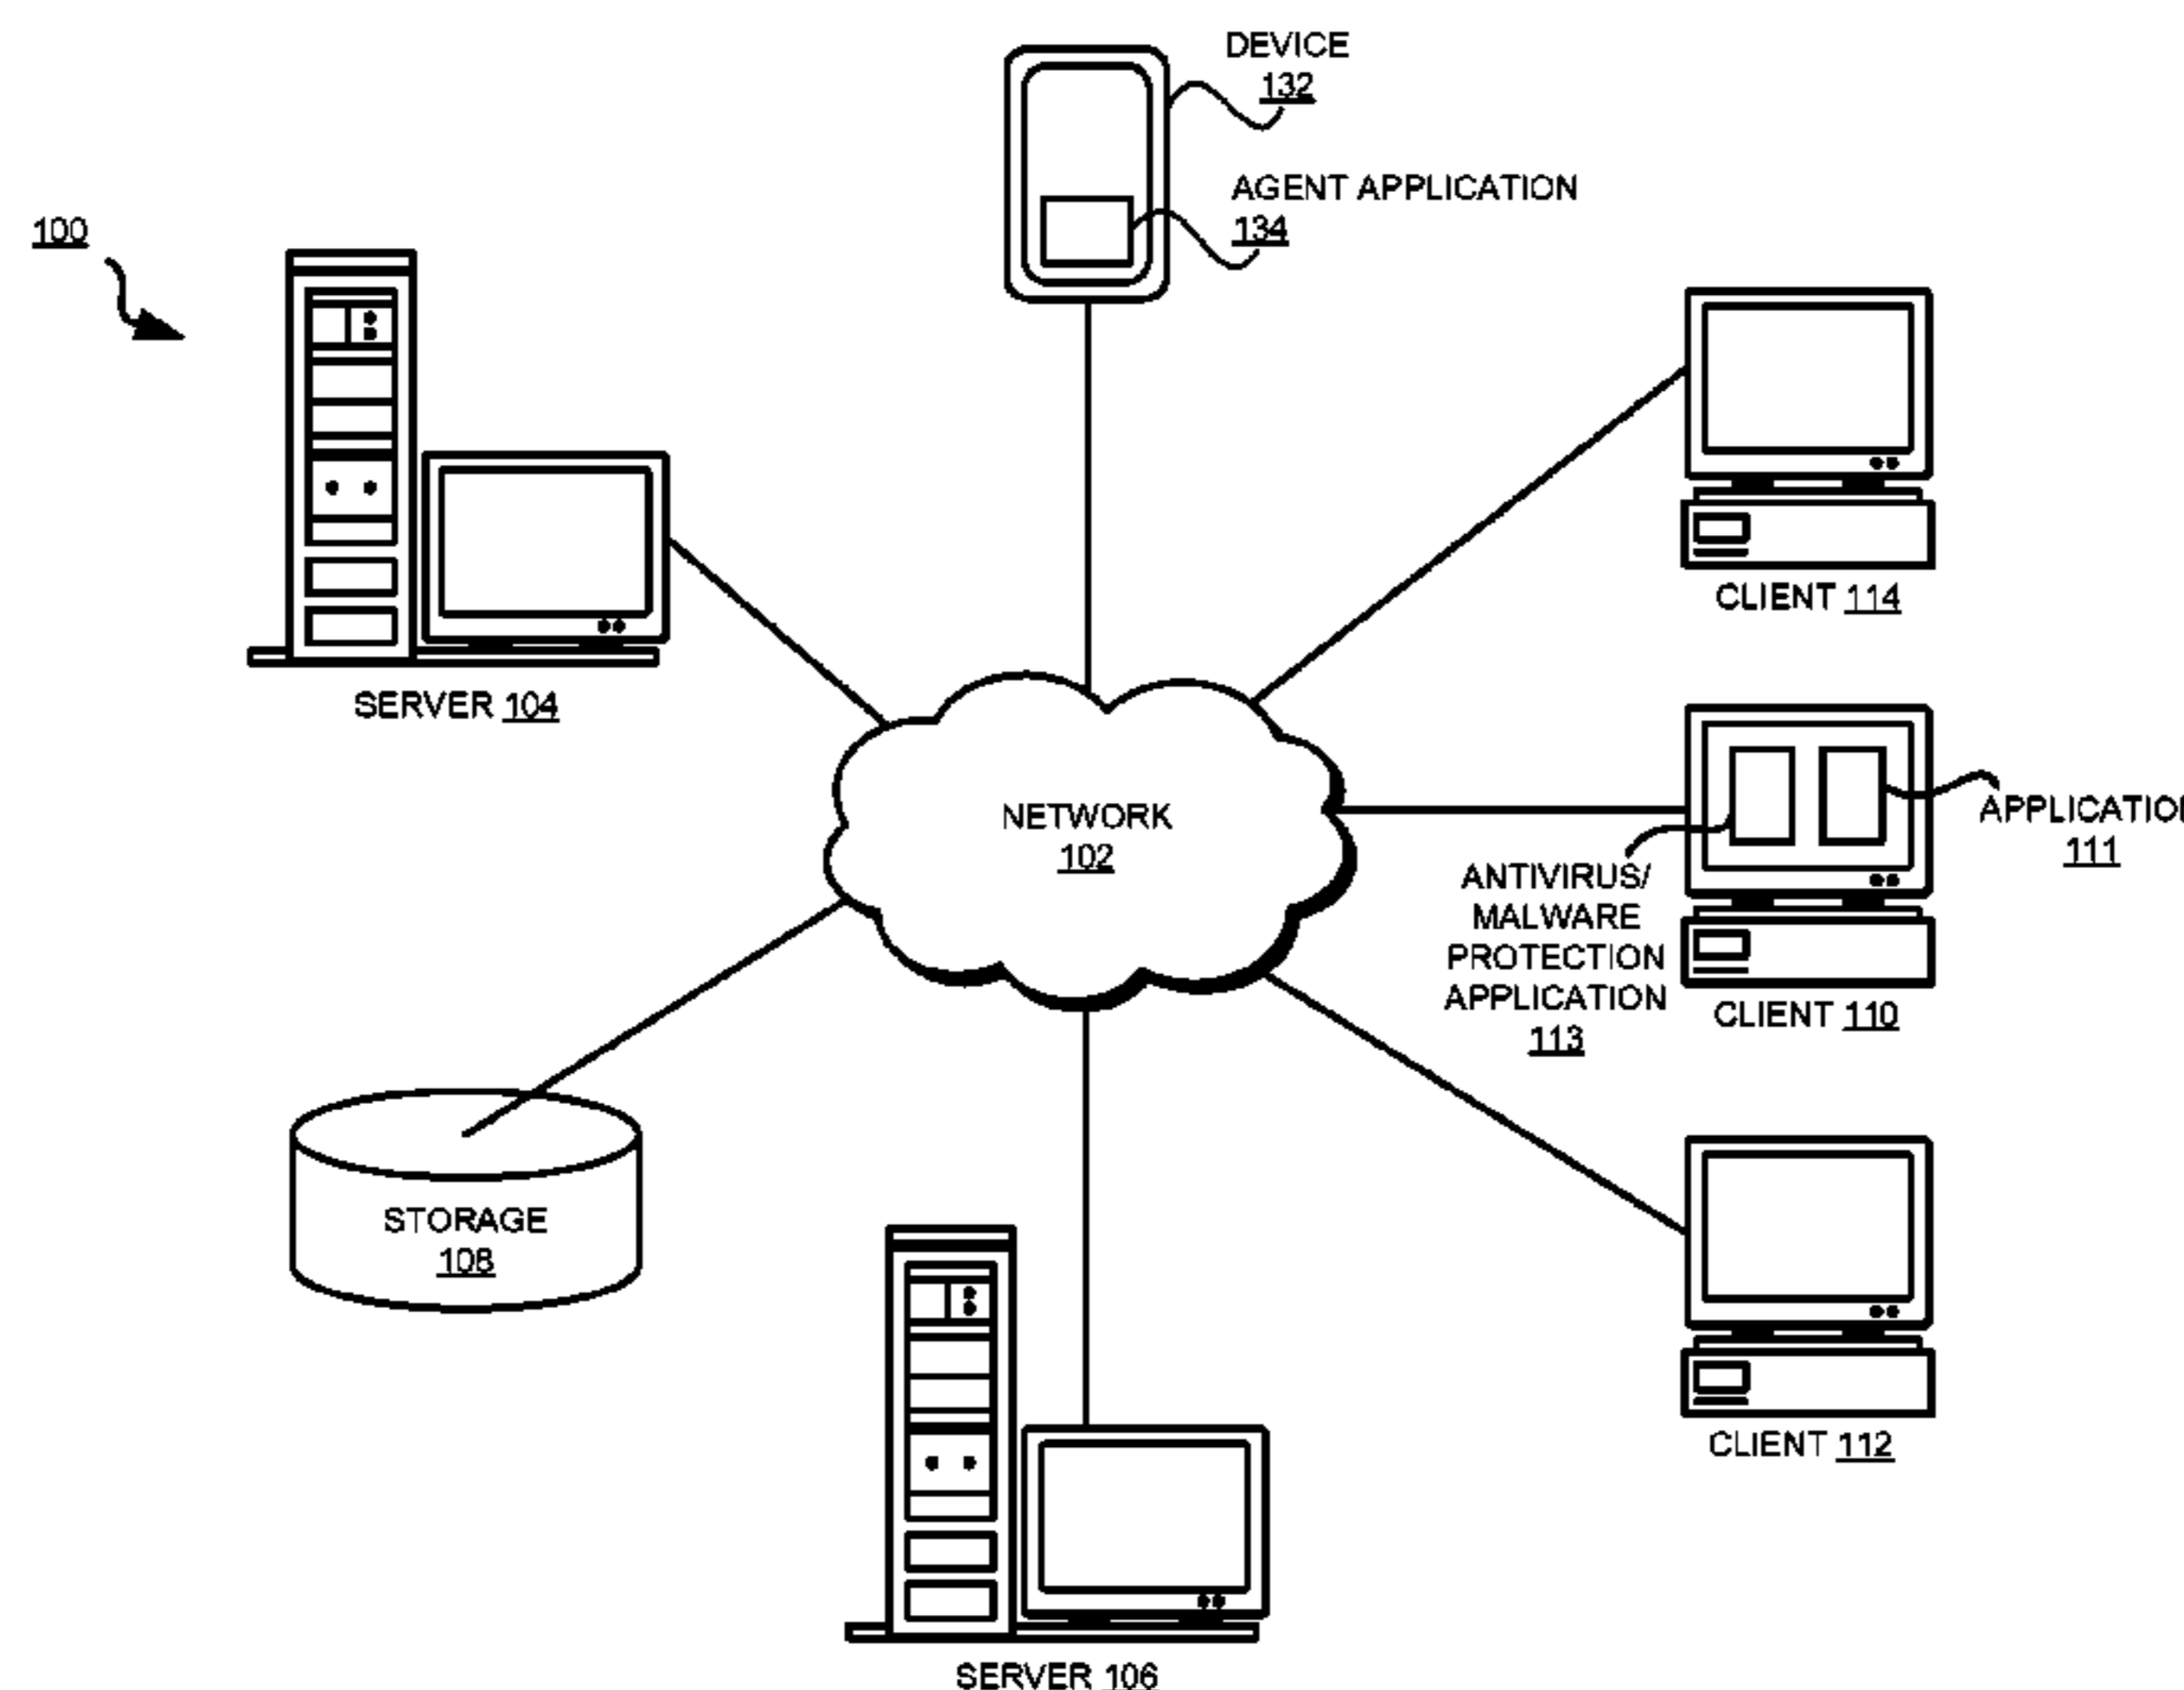 DEVICE
132
AGENT APPLICATION
134
100
CLIENT 114
SERVER 104
NETWORK
102
APPLICATIO
111
ANTIVIRUS/
MALWARE
PROTECTION
APPLICATION
113
CLIENT 110
STORAGE
108
CLIENT 112
SERVER 106